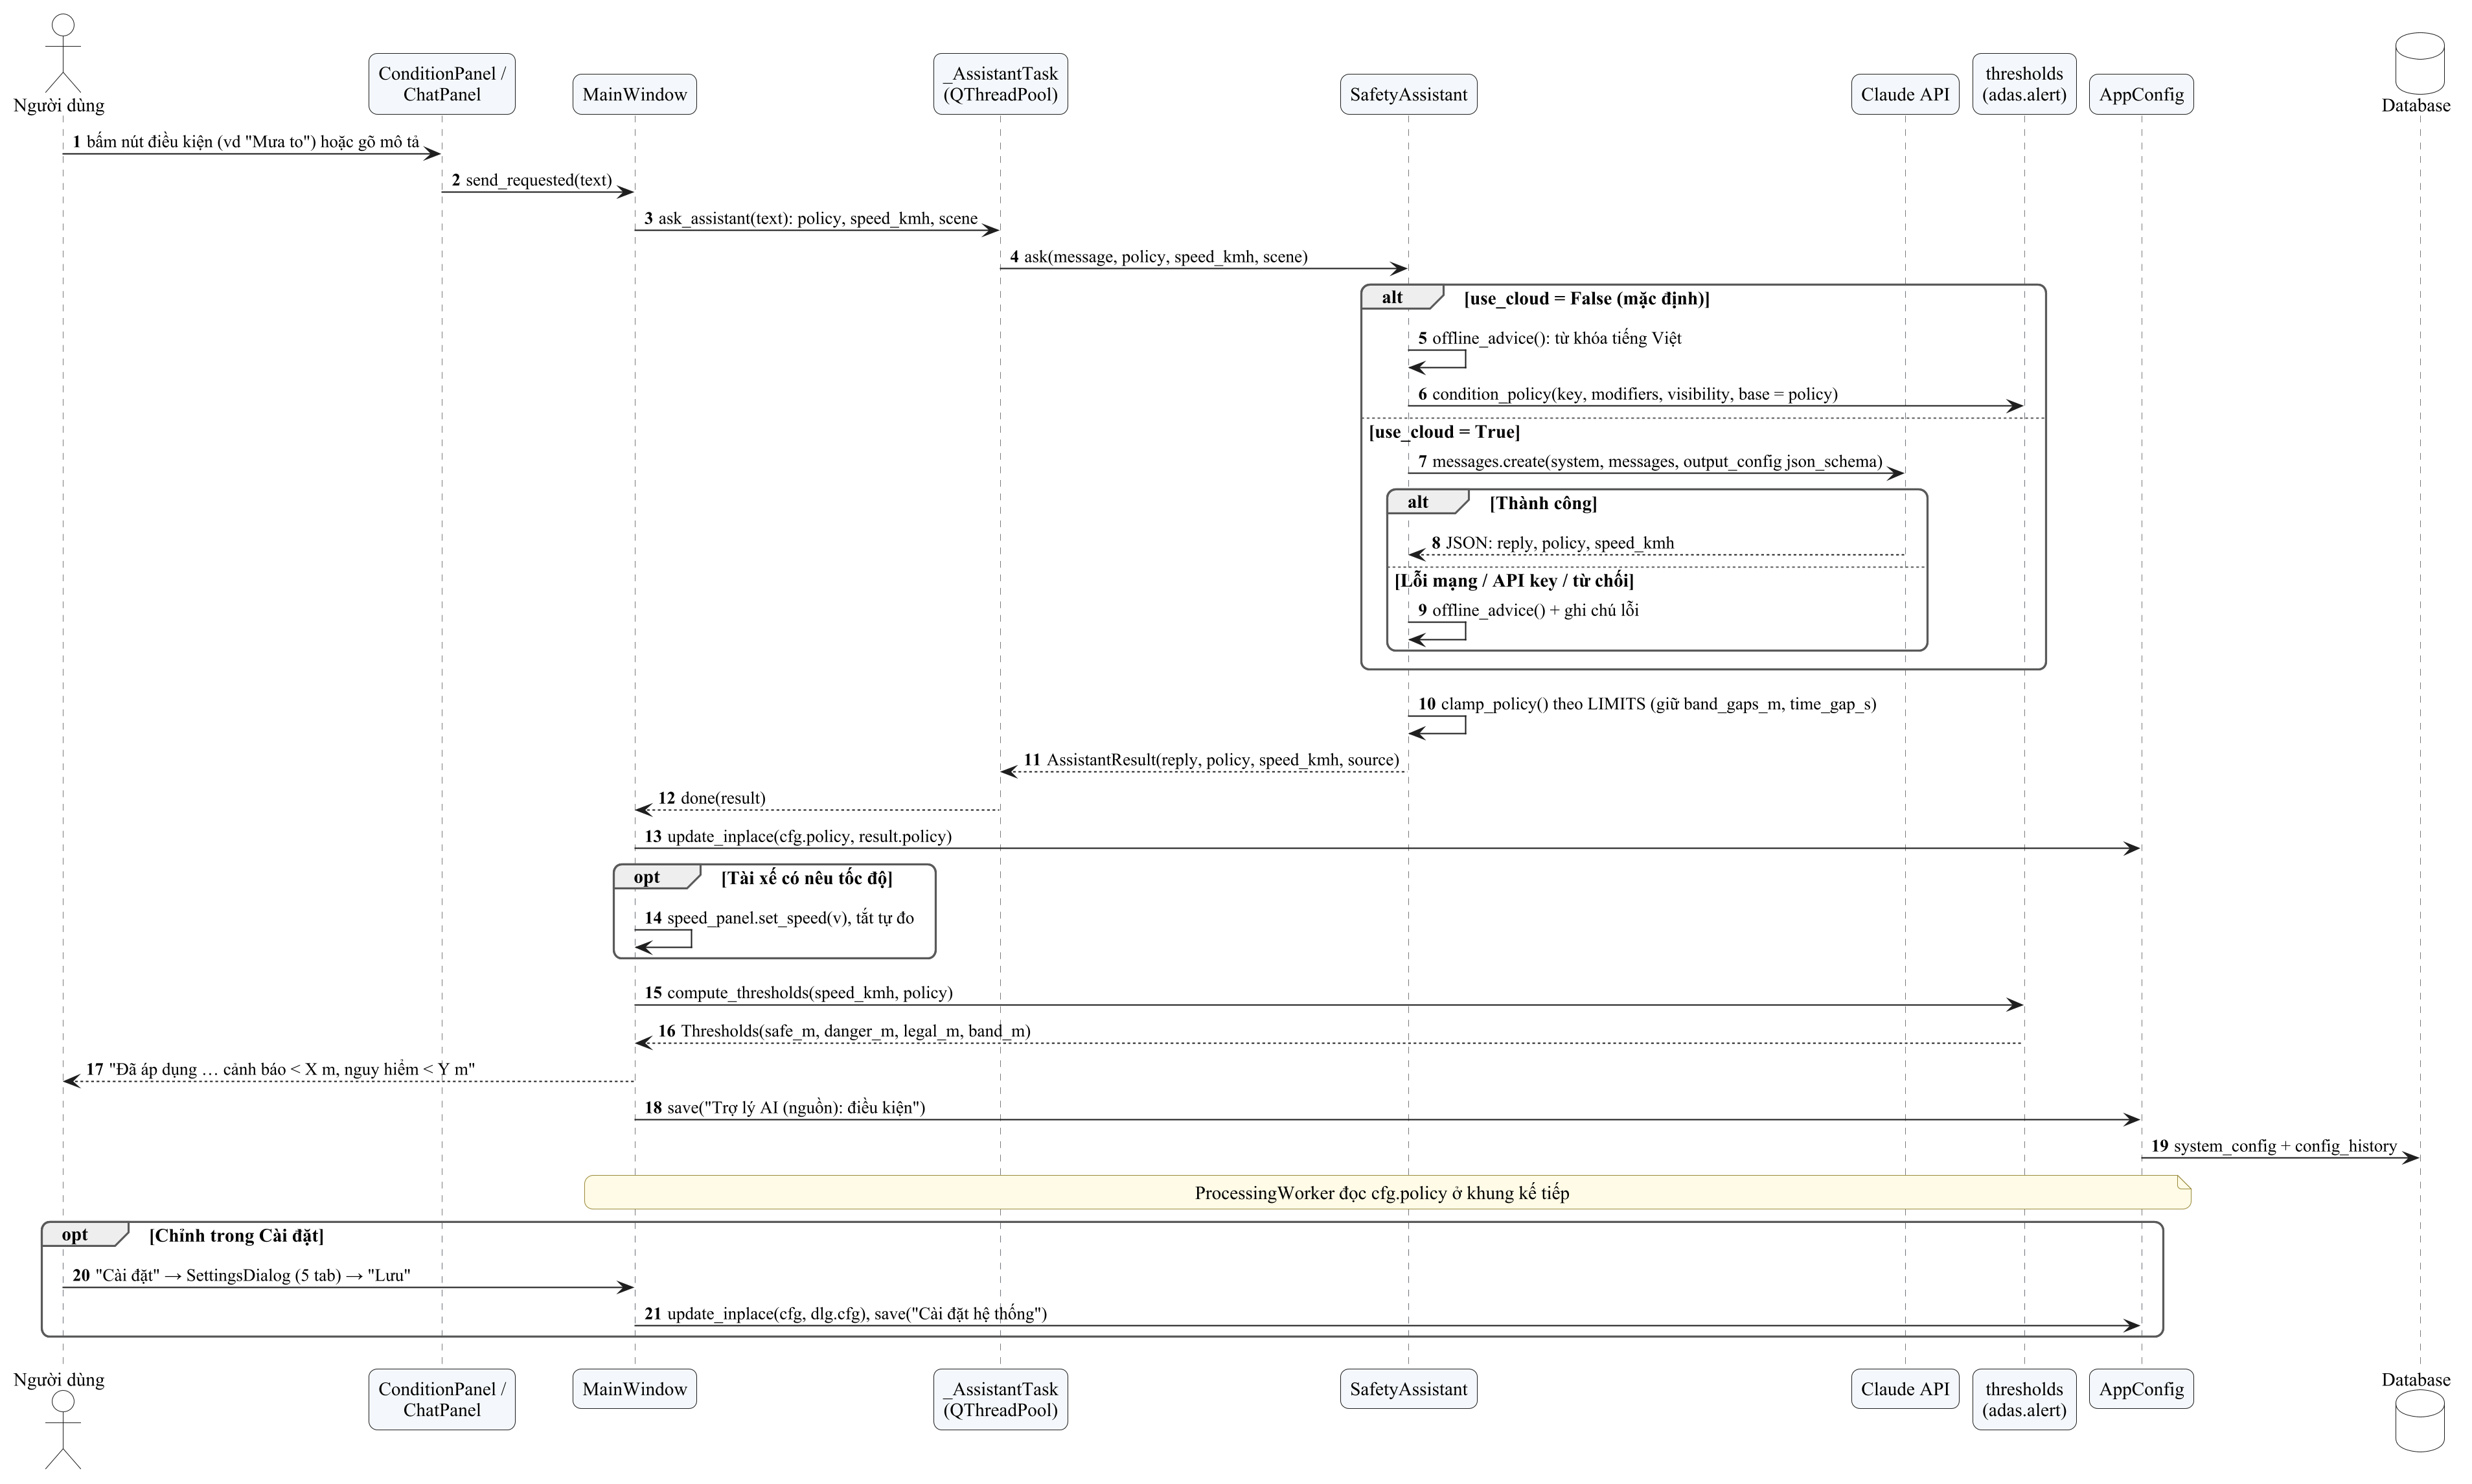 Người dùng
ConditionPanel /
ChatPanel
MainWindow
_AssistantTask
(QThreadPool)
SafetyAssistant
Claude API
thresholds
(adas.alert)
AppConfig
Database
1 bấm nút điều kiện (vd "Mưa to") hoặc gõ mô tả
2 send_requested(text)
3 ask_assistant(text): policy, speed_kmh, scene
4 ask(message, policy, speed_kmh, scene)
alt [use_cloud = False (mặc định)]
5 offline_advice(): từ khóa tiếng Việt
6 condition_policy(key, modifiers, visibility, base = policy)
[use_cloud = True]
7 messages.create(system, messages, output_config json_schema)
alt [Thành công]
8 JSON: reply, policy, speed_kmh
[Lỗi mạng / API key / từ chối]
9 offline_advice() + ghi chú lỗi
10 clamp_policy() theo LIMITS (giữ band_gaps_m, time_gap_s)
11 AssistantResult(reply, policy, speed_kmh, source)
12 done(result)
13 update_inplace(cfg.policy, result.policy)
opt [Tài xế có nêu tốc độ]
14 speed_panel.set_speed(v), tắt tự đo
15 compute_thresholds(speed_kmh, policy)
16 Thresholds(safe_m, danger_m, legal_m, band_m)
17 "Đã áp dụng … cảnh báo < X m, nguy hiểm < Y m"
18 save("Trợ lý AI (nguồn): điều kiện")
19 system_config + config_history
ProcessingWorker đọc cfg.policy ở khung kế tiếp
opt [Chỉnh trong Cài đặt]
20 "Cài đặt" → SettingsDialog (5 tab) → "Lưu"
21 update_inplace(cfg, dlg.cfg), save("Cài đặt hệ thống")
Người dùng
ConditionPanel /
ChatPanel
MainWindow
_AssistantTask
(QThreadPool)
SafetyAssistant
Claude API
thresholds
(adas.alert)
AppConfig
Database